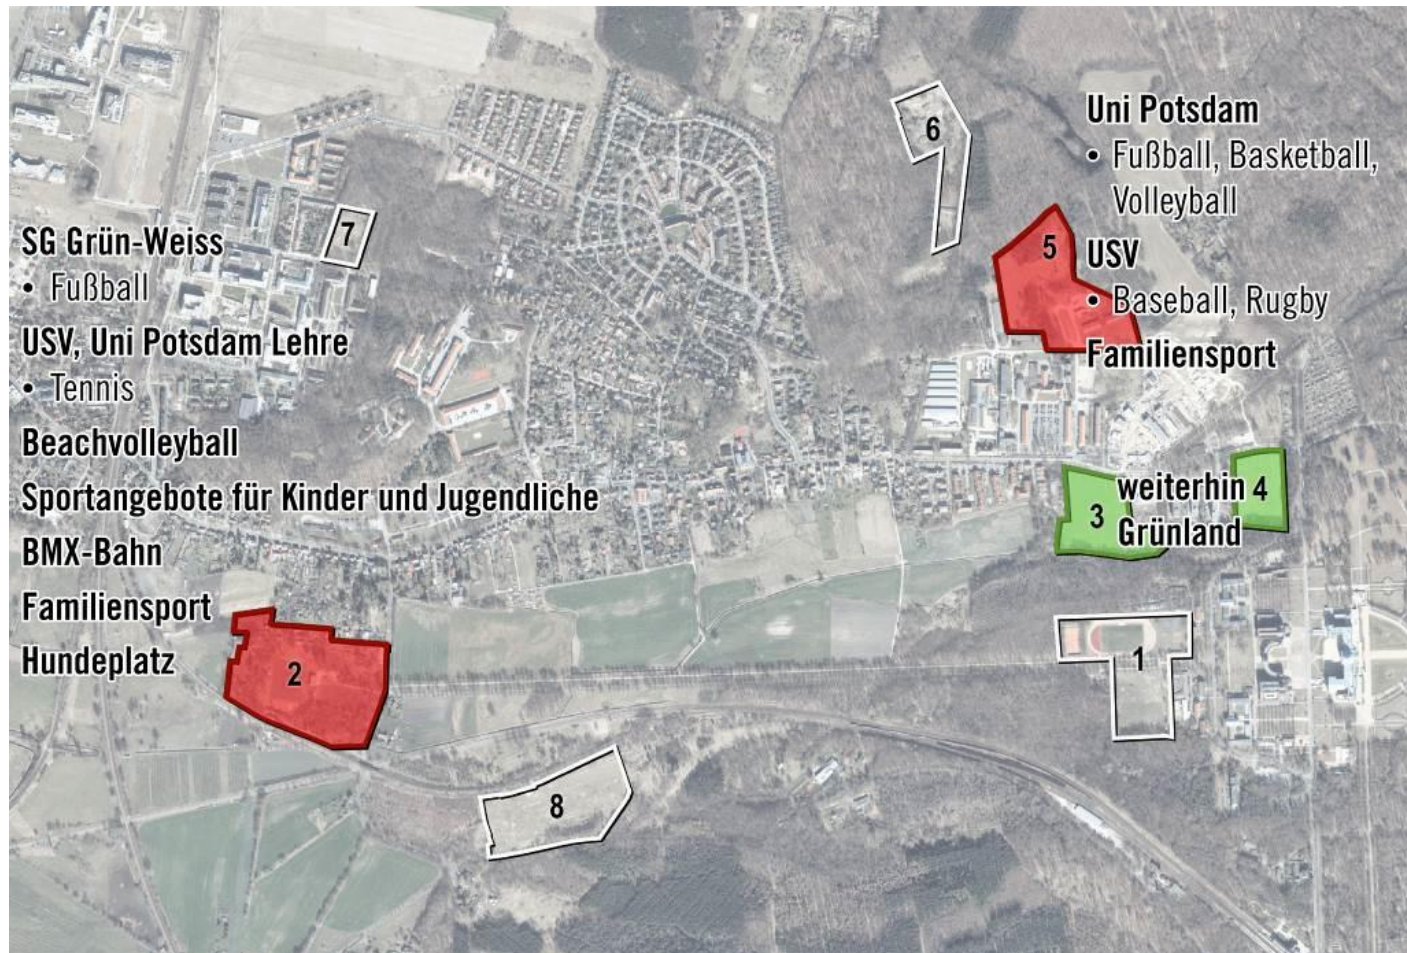 SG Grün-Weiss
• Fußball
USV, Uni Potsdam Lehre
• Tennis
Beachvolleyball
Sportangebote für Kinder und Jugendliche
BMX-Bahn
Familiensport
Hundeplatz
Uni Potsdam
• Fußball, Basketball,
Volleyball
USV
• Baseball, Rugby
Familiensport
6
7
5
weiterhin
Grünland
4
3
1
2
8